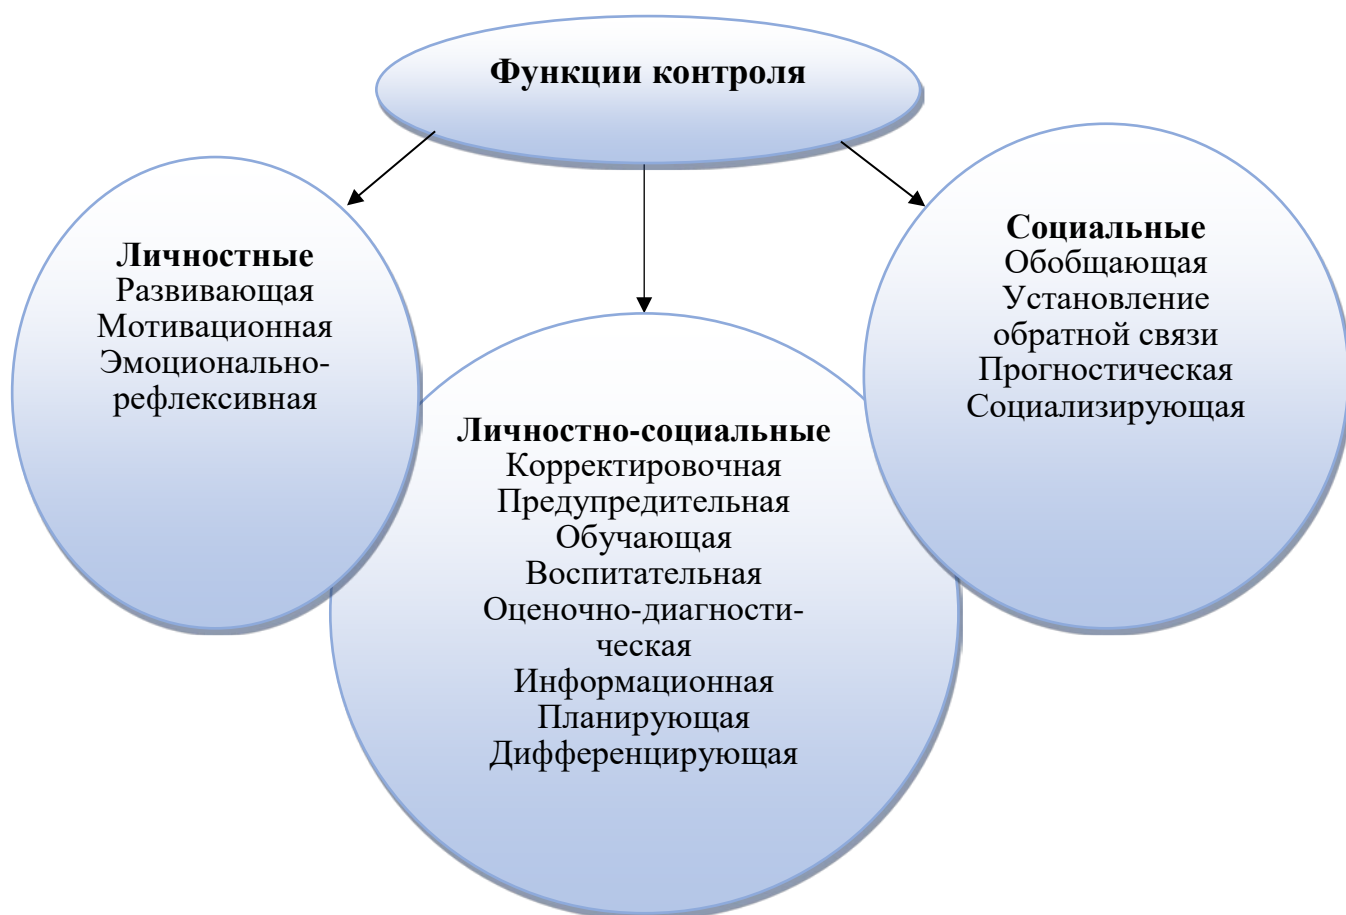 Функции контроля
Личностные
Развивающая
Мотивационная
Эмоционально-
рефлексивная
Личностно-социальные
Корректировочная
Предупредительная
Обучающая
Воспитательная
Оценочно-диагности-
ческая
Информационная
Планирующая
Дифференцирующая
Социальные
Обобщающая
Установление
обратной связи
Прогностическая
Социализирующая